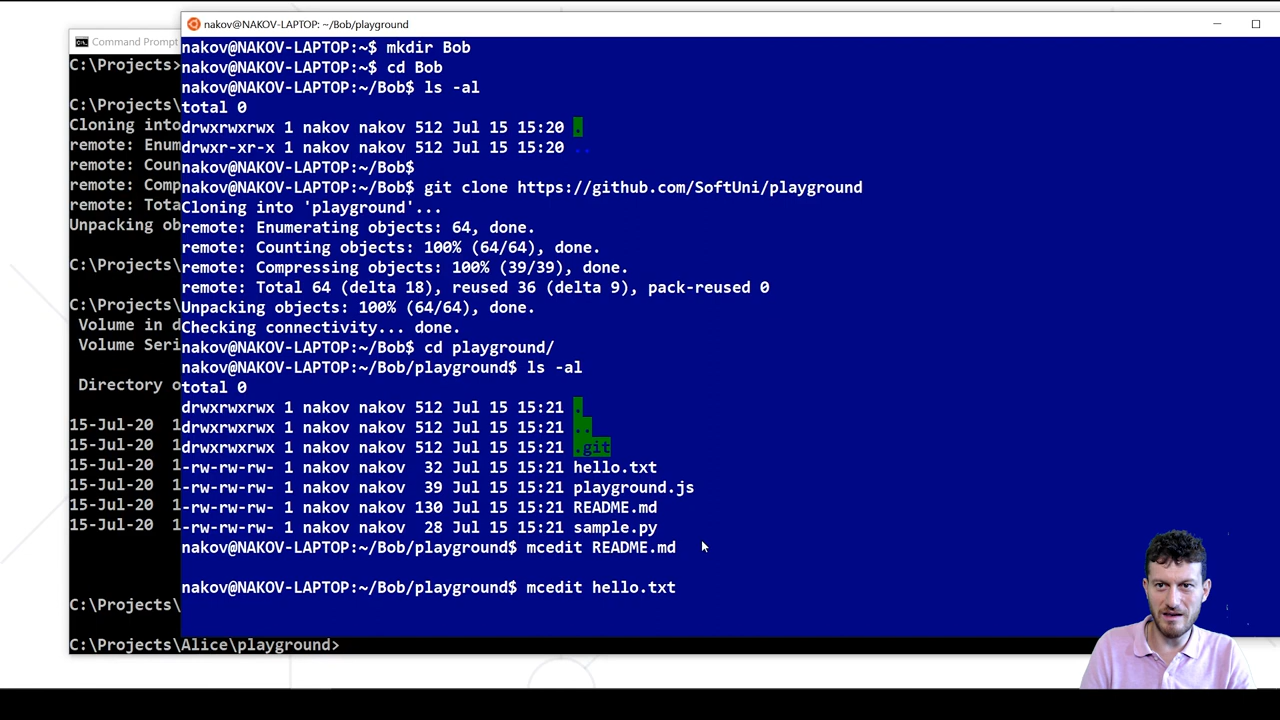 nakov@NAKOV-LAPTOP: ~/Bob/playground
nakov@NAKOV-LAPTOP:~$ mkdir Bob
nakov@NAKOV-LAPTOP:~$ cd Bob
nakov@NAKOV-LAPTOP:~/Bob$ ls -al
total 0
drwxrwxrwx 1 nakov nakov 512 Jul 15 15:20 .
drwxr-xr-x 1 nakov nakov 512 Jul 15 15:20 ..
nakov@NAKOV-LAPTOP:~/Bob$
nakov@NAKOV-LAPTOP:~/Bob$ git clone https://github.com/SoftUni/playground
Cloning into 'playground'...
remote: Enumerating objects: 64, done.
remote: Counting objects: 100% (64/64), done.
remote: Compressing objects: 100% (39/39), done.
remote: Total 64 (delta 18), reused 36 (delta 9), pack-reused 0
Unpacking objects: 100% (64/64), done.
Checking connectivity... done.
nakov@NAKOV-LAPTOP:~/Bob$ cd playground/
nakov@NAKOV-LAPTOP:~/Bob/playground$ ls -al
total 0
drwxrwxrwx 1 nakov nakov 512 Jul 15 15:21 .
drwxrwxrwx 1 nakov nakov 512 Jul 15 15:21 ..
drwxrwxrwx 1 nakov nakov 512 Jul 15 15:21 .git
-rw-rw-rw- 1 nakov nakov 32 Jul 15 15:21 hello.txt
-rw-rw-rw- 1 nakov nakov 39 Jul 15 15:21 playground.js
-rw-rw-rw- 1 nakov nakov 130 Jul 15 15:21 README.md
-rw-rw-rw- 1 nakov nakov 28 Jul 15 15:21 sample.py
nakov@NAKOV-LAPTOP:~/Bob/playground$ mcedit README.md
nakov@NAKOV-LAPTOP:~/Bob/playground$ mcedit hello.txt
Command Prompt
C:\Projects>
C:\Projects\
Cloning into
remote: Enum
remote: Coun
remote: Comp
remote: Tota
Unpacking ob
C:\Projects\
C:\Projects\
Volume in d
Volume Seri
Directory o
15-Jul-20 1
15-Jul-20 1
15-Jul-20 1
15-Jul-20 1
15-Jul-20 1
15-Jul-20 1
C:\Projects\
C:\Projects\Alice\playground>